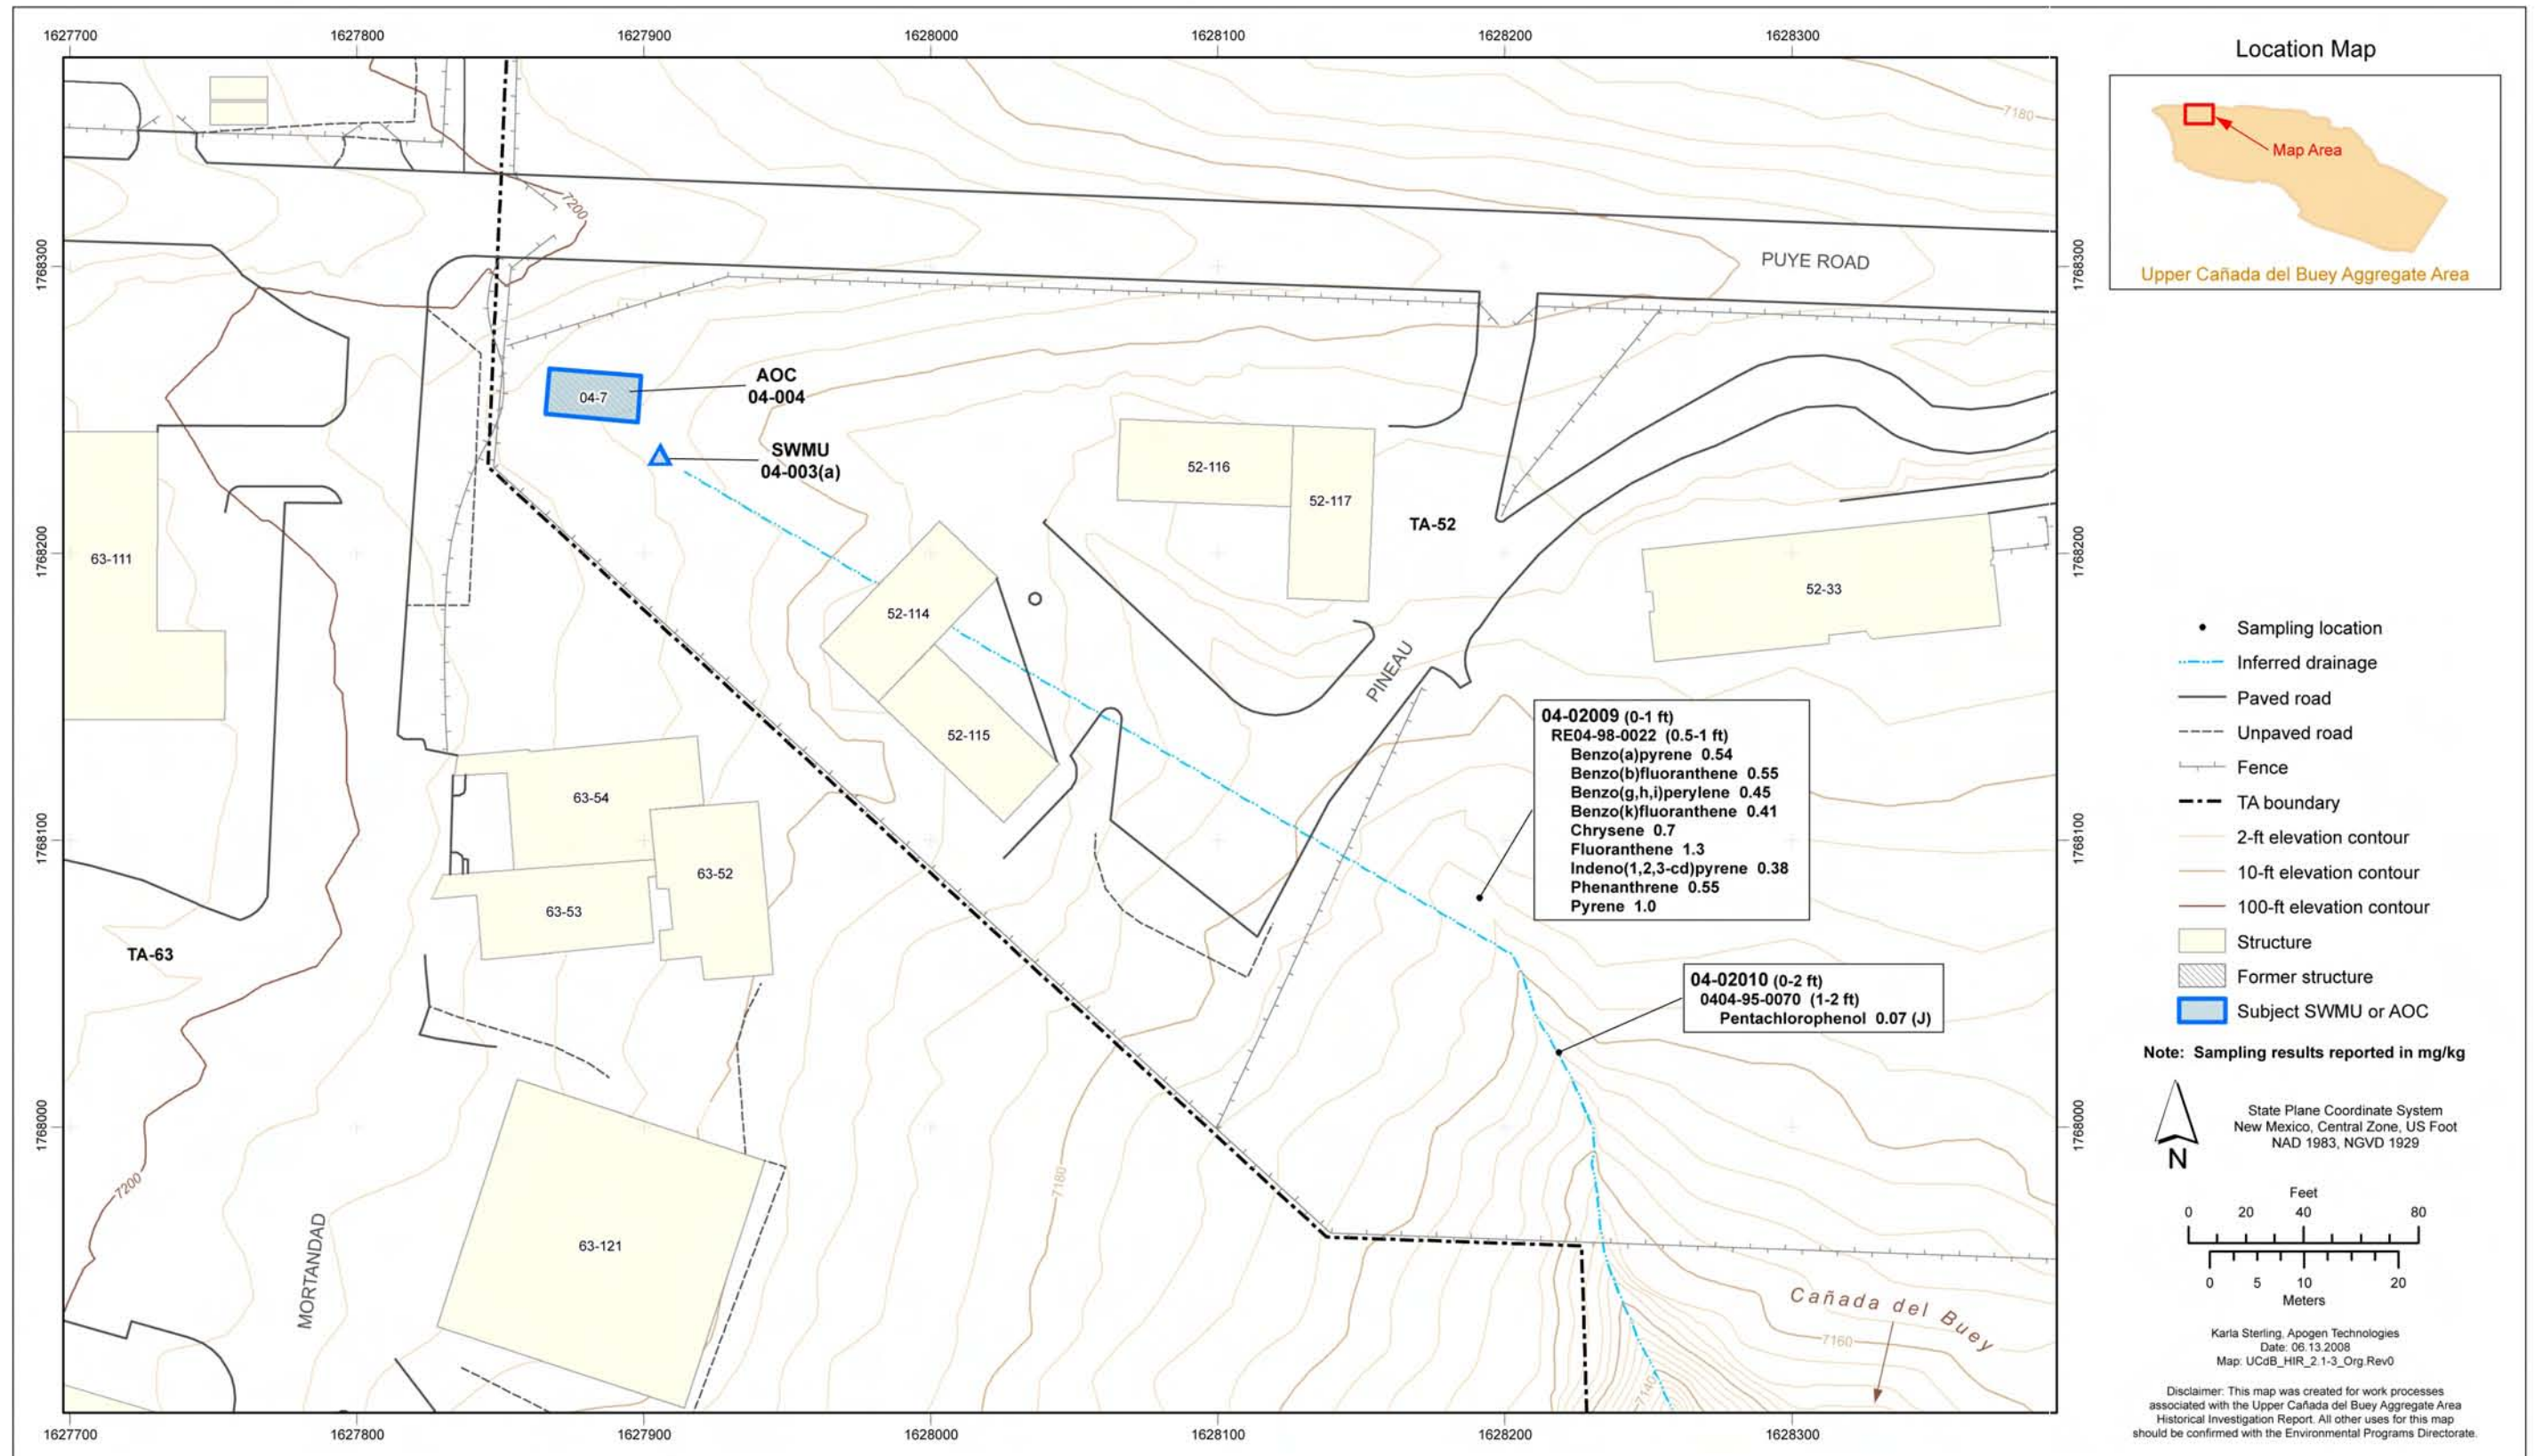 1627700 1627800 1627900 1628000 1628100 1628200 1628300
Location Map
Map Area
Upper Cañada del Buey Aggregate Area
7180
7200
PUYE ROAD
1768300
1768300
AOC
04-004
04-7
SWMU
04-003(a)
52-116
52-117
TA-52
63-111
1768200
1768200
52-33
52-114
52-115
PINEAU
04-02009 (0-1 ft)
RE04-98-0022 (0.5-1 ft)
Benzo(a)pyrene 0.54
Benzo(b)fluoranthene 0.55
Benzo(g,h,i)perylene 0.45
Benzo(k)fluoranthene 0.41
Chrysene 0.7
Fluoranthene 1.3
Indeno(1,2,3-cd)pyrene 0.38
Phenanthrene 0.55
Pyrene 1.0
63-54
1768100
1768100
63-52
63-53
TA-63
04-02010 (0-2 ft)
0404-95-0070 (1-2 ft)
Pentachlorophenol 0.07 (J)
1768000
1768000
7200
7180
MORTANDAD
63-121
Cañada del Buey
7160
7140
1627700 1627800 1627900 1628000 1628100 1628200 1628300
Sampling location
Inferred drainage
Paved road
Unpaved road
Fence
TA boundary
2-ft elevation contour
10-ft elevation contour
100-ft elevation contour
Structure
Former structure
Subject SWMU or AOC
Note: Sampling results reported in mg/kg
N
State Plane Coordinate System
New Mexico, Central Zone, US Foot
NAD 1983, NGVD 1929
Feet
0 20 40 80
0 5 10 20
Meters
Karla Sterling, Apogen Technologies
Date: 06.13.2008
Map: UCdB_HIR_2.1-3_Org.Rev0
Disclaimer: This map was created for work processes
associated with the Upper Cañada del Buey Aggregate Area
Historical Investigation Report. All other uses for this map
should be confirmed with the Environmental Programs Directorate.